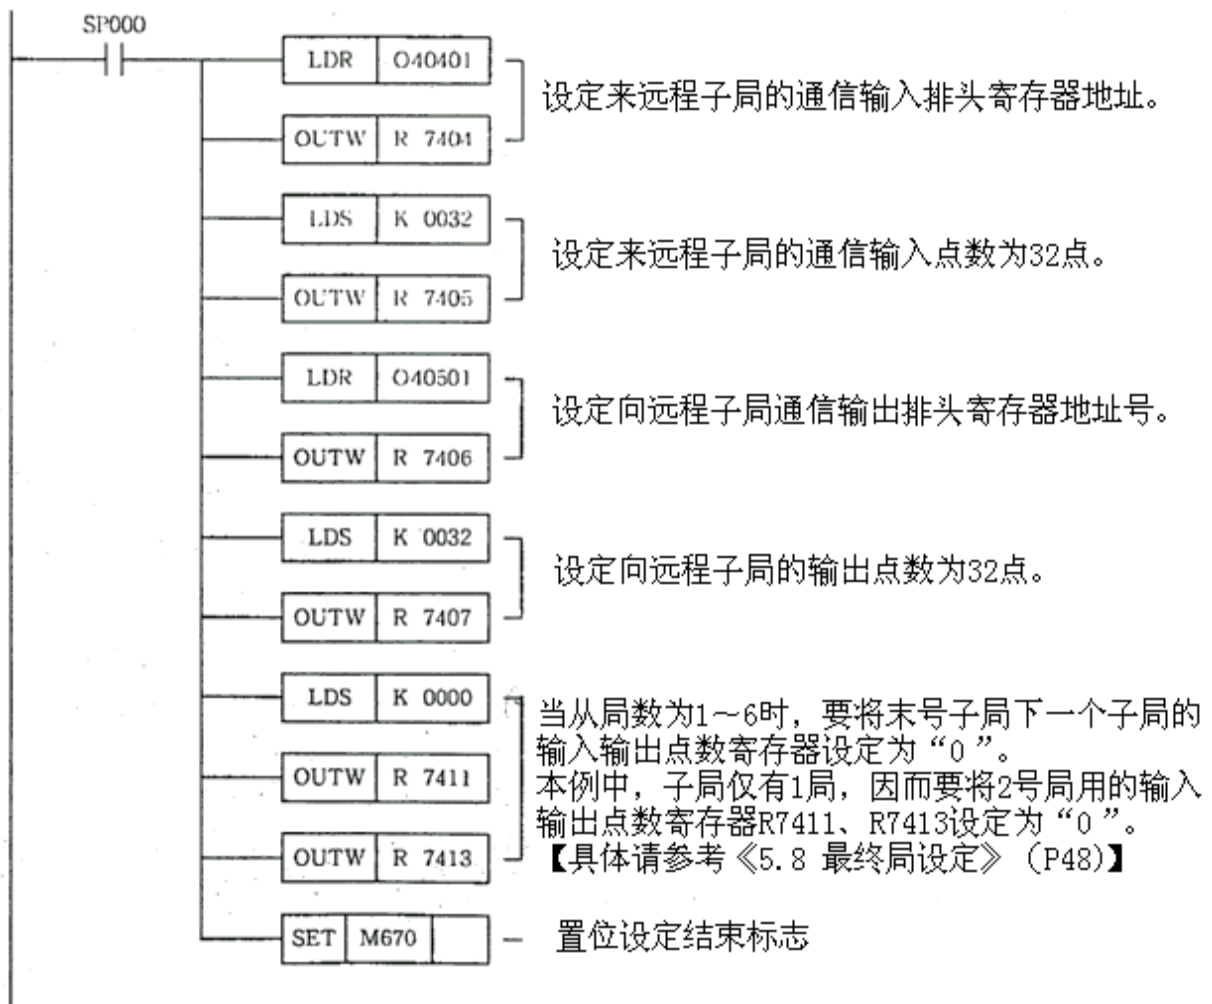 SP000
LDR O40401
设定来远程子局的通信输入排头寄存器地址。
OUTW R 7404
LDS K 0032
设定来远程子局的通信输入点数为32点。
OUTW R 7405
LDR O40501
设定向远程子局通信输出排头寄存器地址号。
OUTW R 7406
LDS K 0032
设定向远程子局的输出点数为32点。
OUTW R 7407
LDS K 0000
当从局数为1～6时，要将末号子局下一个子局的
输入输出点数寄存器设定为“0”。
OUTW R 7411
本例中，子局仅有1局，因而要将2号局用的输入
输出点数寄存器R7411、R7413设定为“0”。
OUTW R 7413
【具体请参考《5.8 最终局设定》（P48)】
SET M670
置位设定结束标志